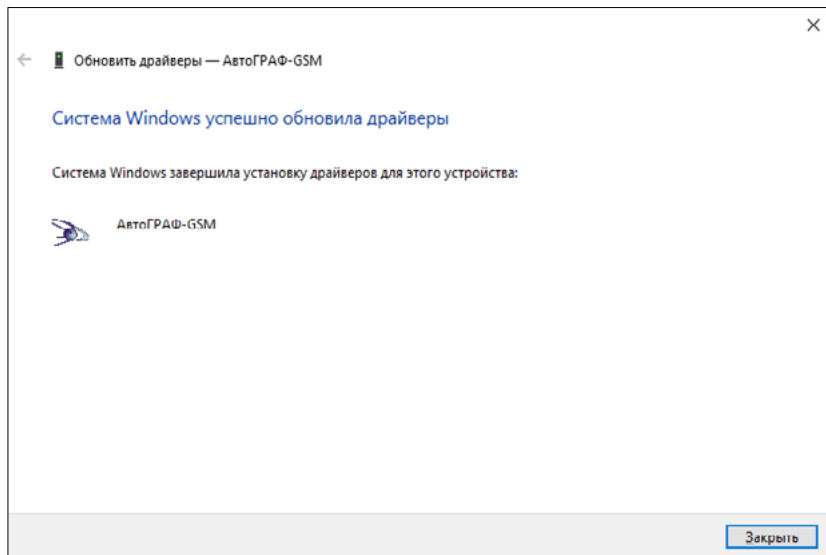 Обновить драйверы — АвтоГРАФ-GSM
Система Windows успешно обновила драйверы
Система Windows завершила установку драйверов для этого устройства:
АвтоГРАФ-GSM
Закрыть